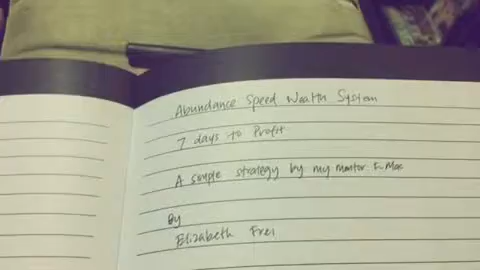 Abundance Speed Wealth System
7 days to Profit
A simple strategy by my mentor
By
Elizabeth Frei